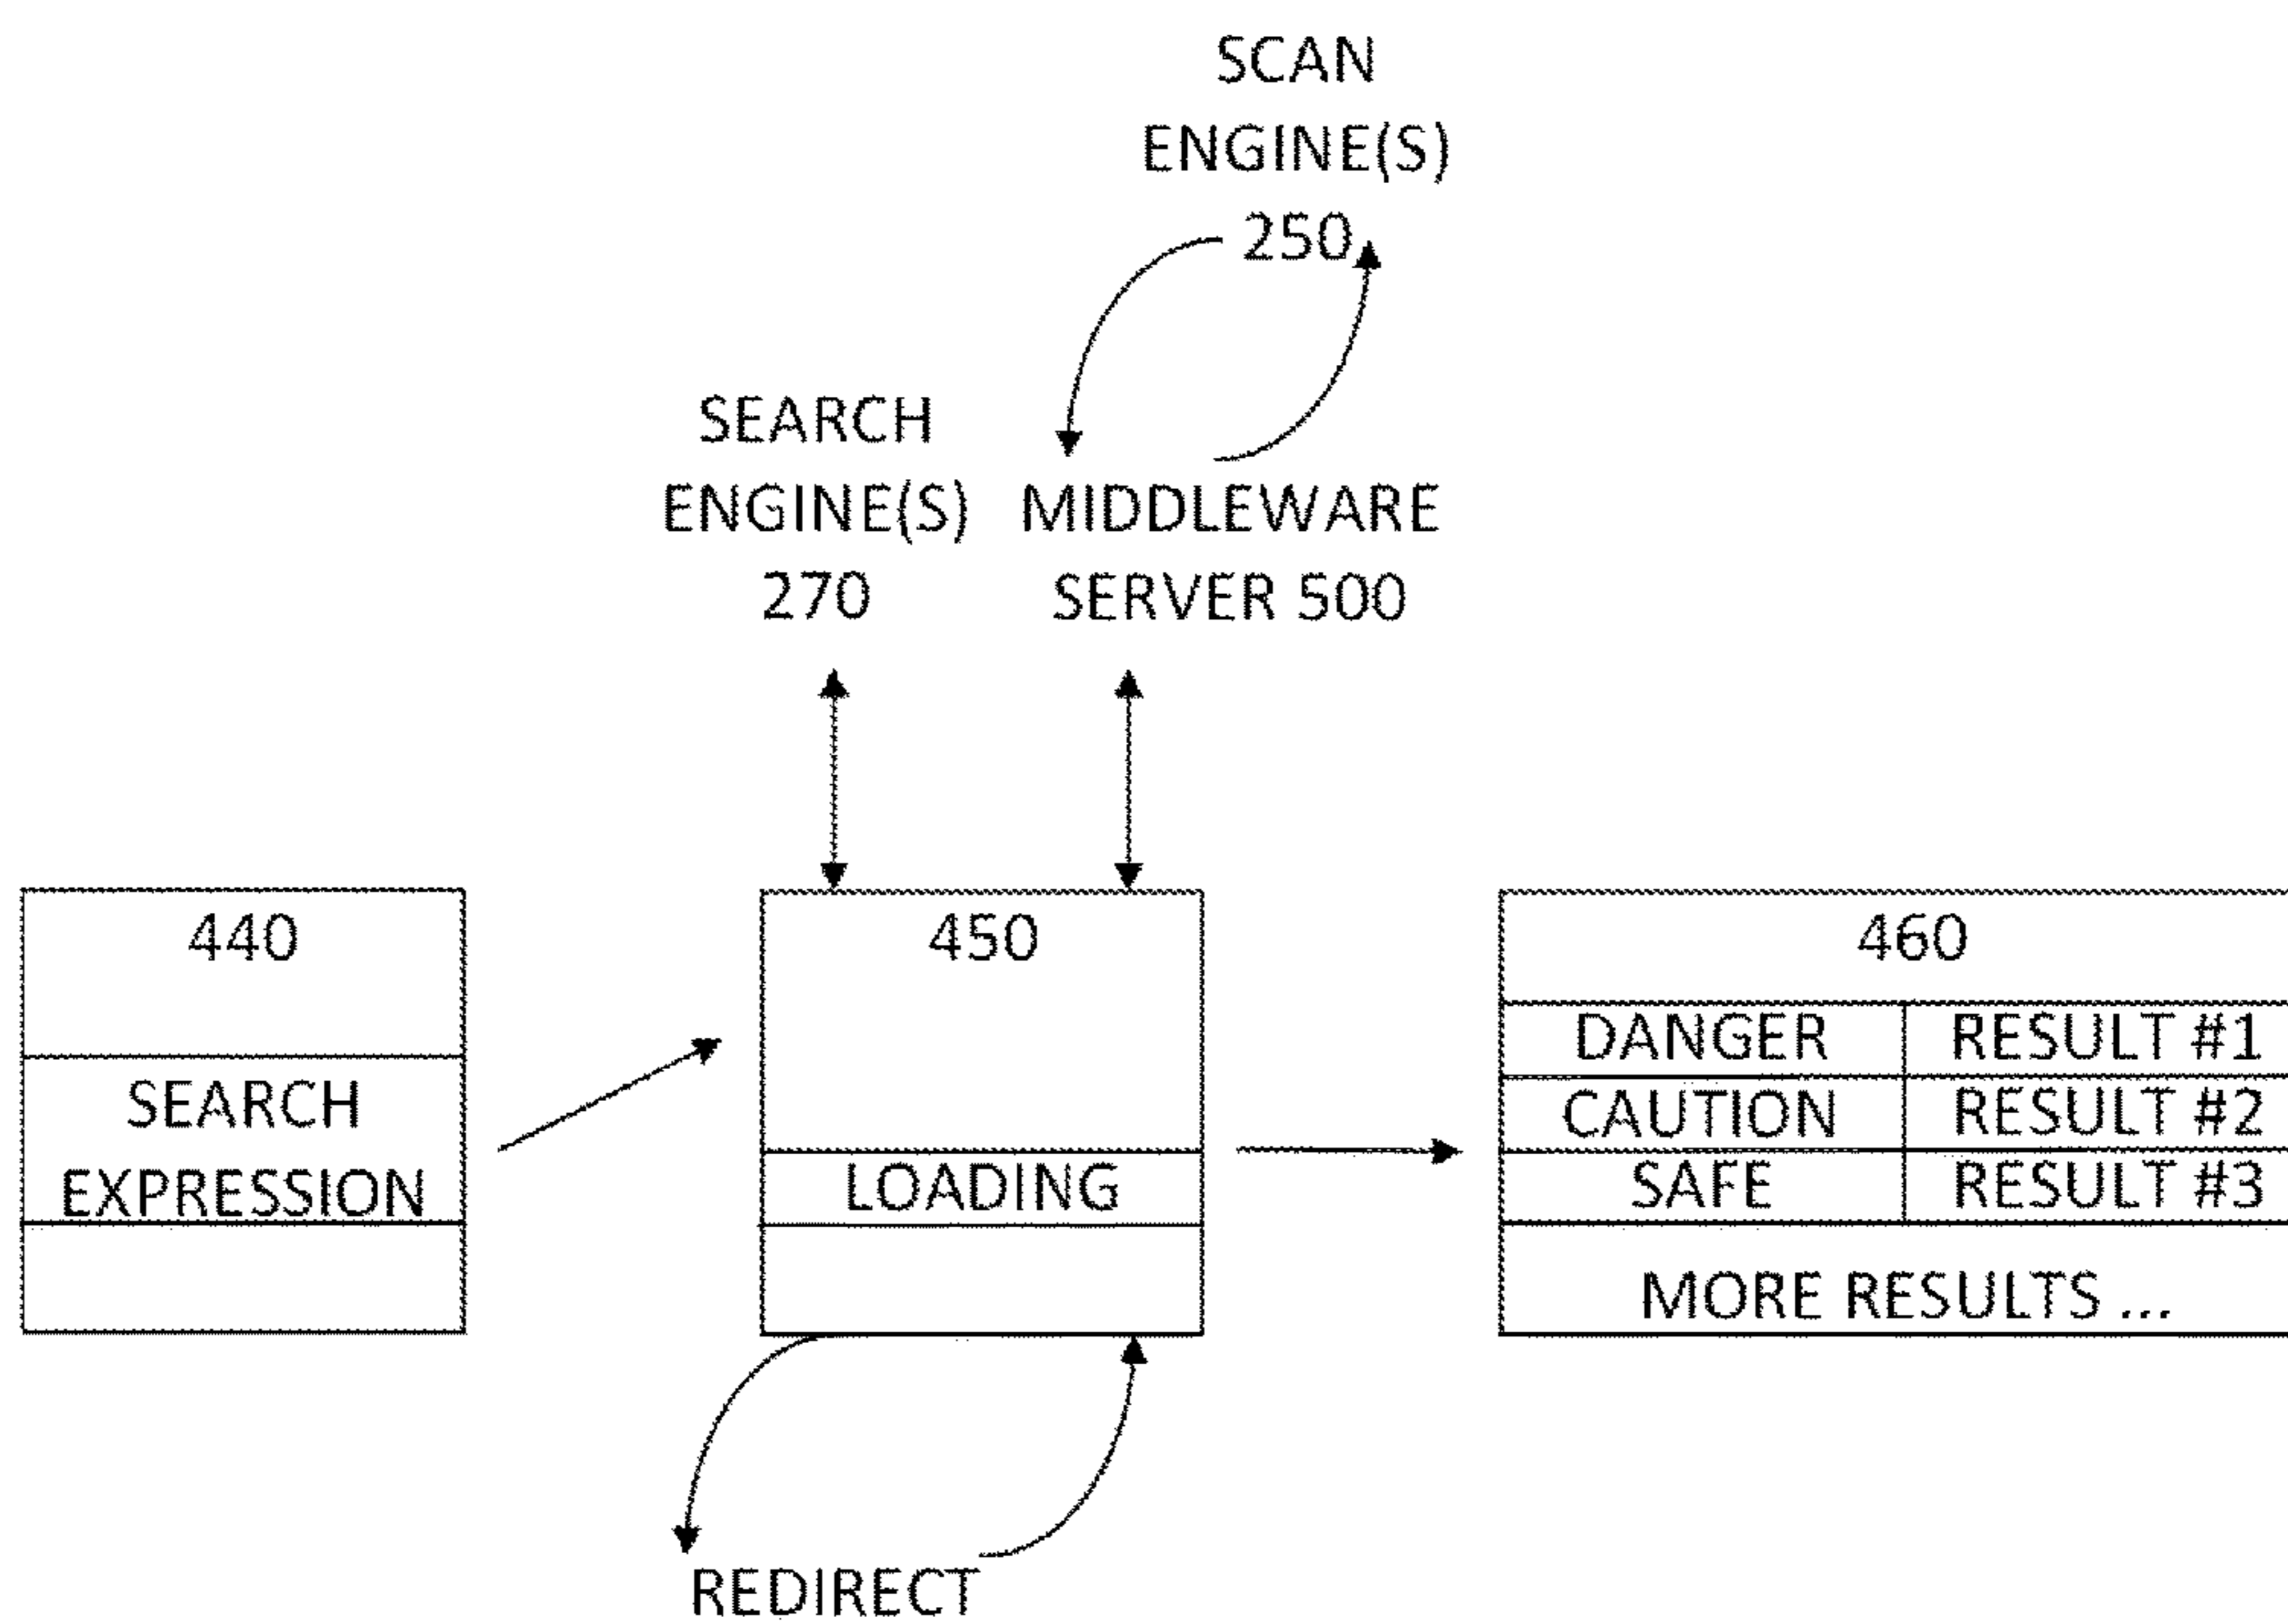 SCAN
ENGINE(S)
250
SEARCH
ENGINE(S)
270
MIDDLEWARE
SERVER 500
440
SEARCH
EXPRESSION
450
LOADING
460
DANGER RESULT #1
CAUTION RESULT #2
SAFE RESULT #3
MORE RESULTS ...
REDIRECT